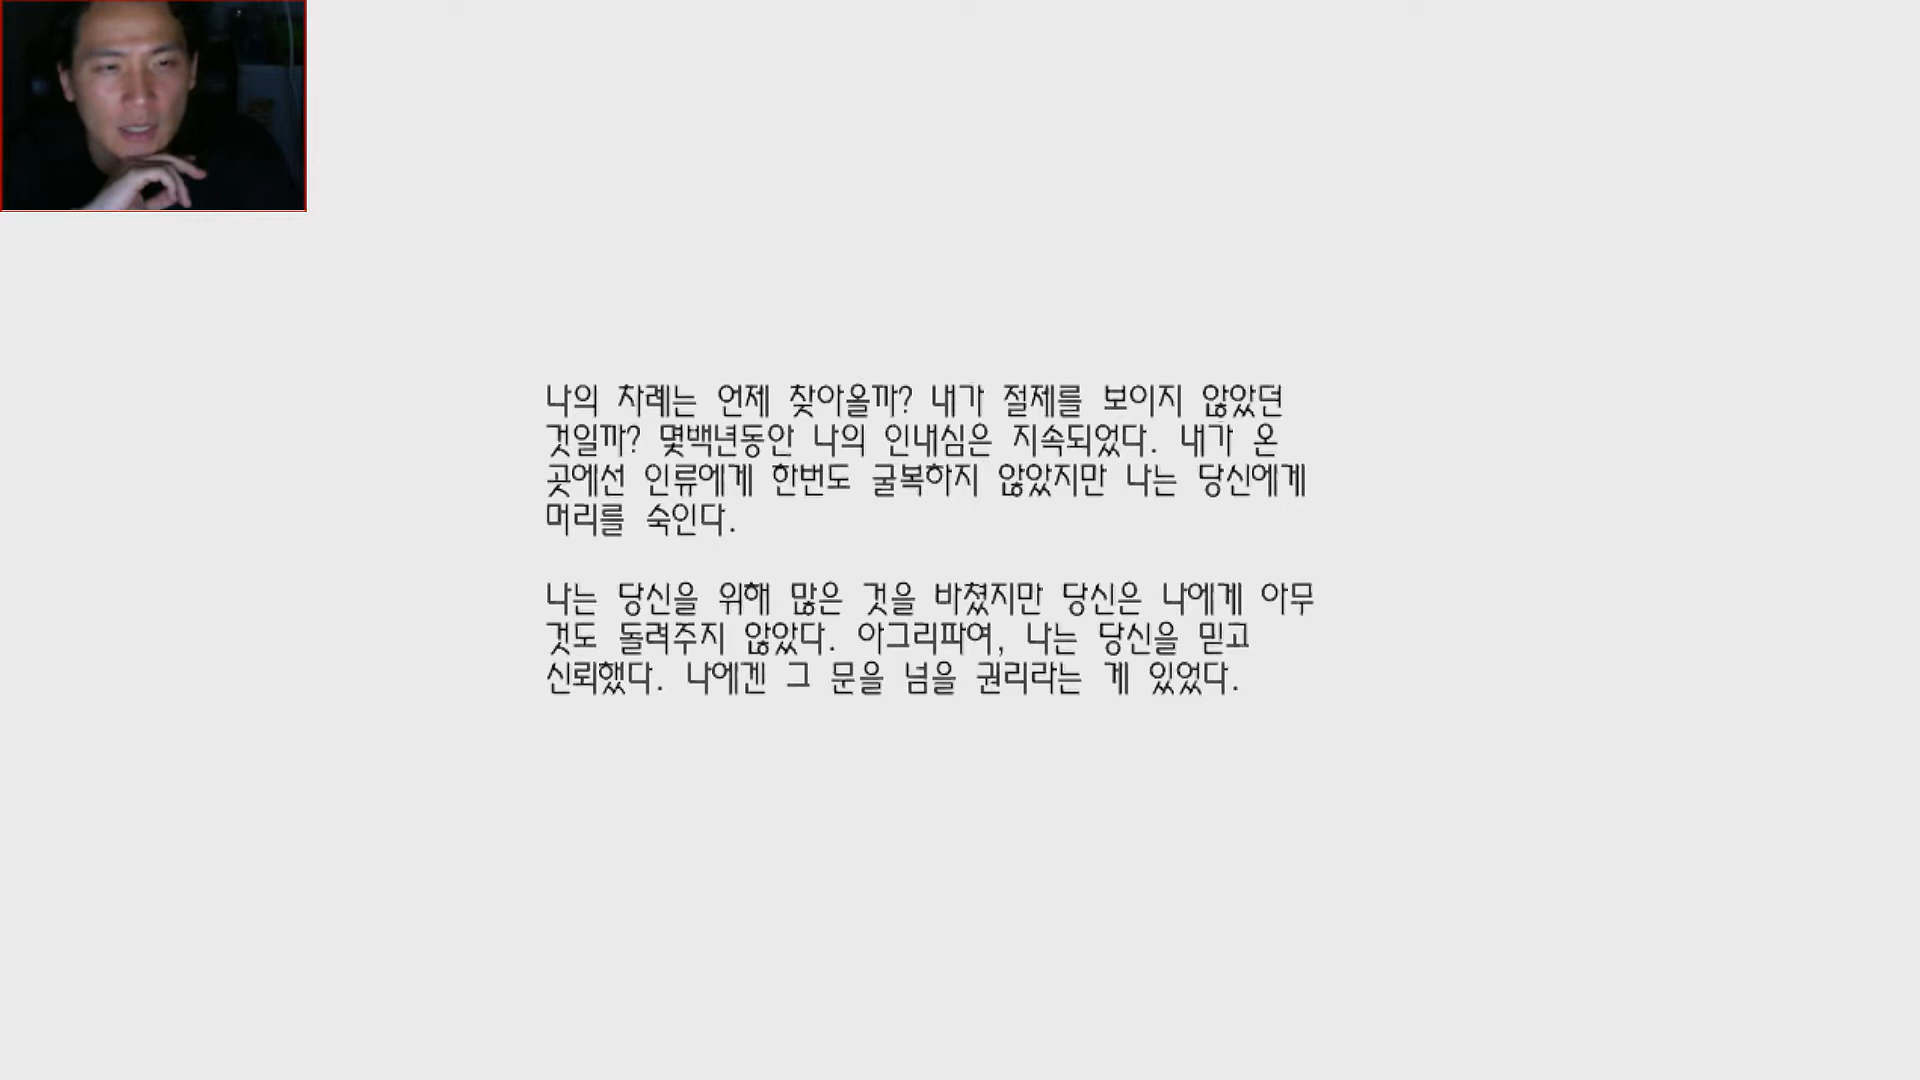 나의 차례는 언제 찾아올까? 내가 절제를 보이지 않았던
것일까? 몇백년동안 나의 인내심은 지속되었다. 내가 온
곳에선 인류에게 한번도 굴복하지 않았지만 나는 당신에게
머리를 숙인다.
나는 당신을 위해 많은 것을 바쳤지만 당신은 나에게 아무
것도 돌려주지 않았다. 아그리파여, 나는 당신을 믿고
신뢰했다. 나에겐 그 문을 넘을 권리라는 게 있었다.